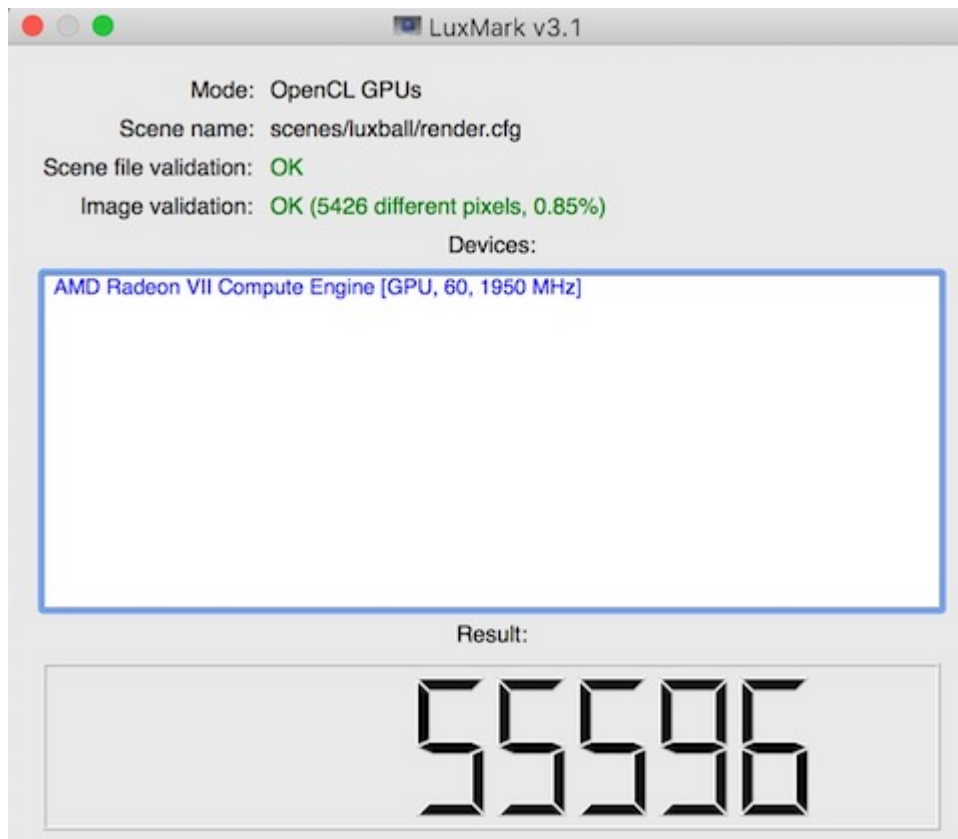 LuxMark v3.1
Mode: OpenCL GPUs
Scene name: scenes/luxball/render.cfg
Scene file validation: OK
Image validation: OK (5426 different pixels, 0.85%)
Devices:
AMD Radeon VII Compute Engine [GPU, 60, 1950 MHz]
Result:
55596